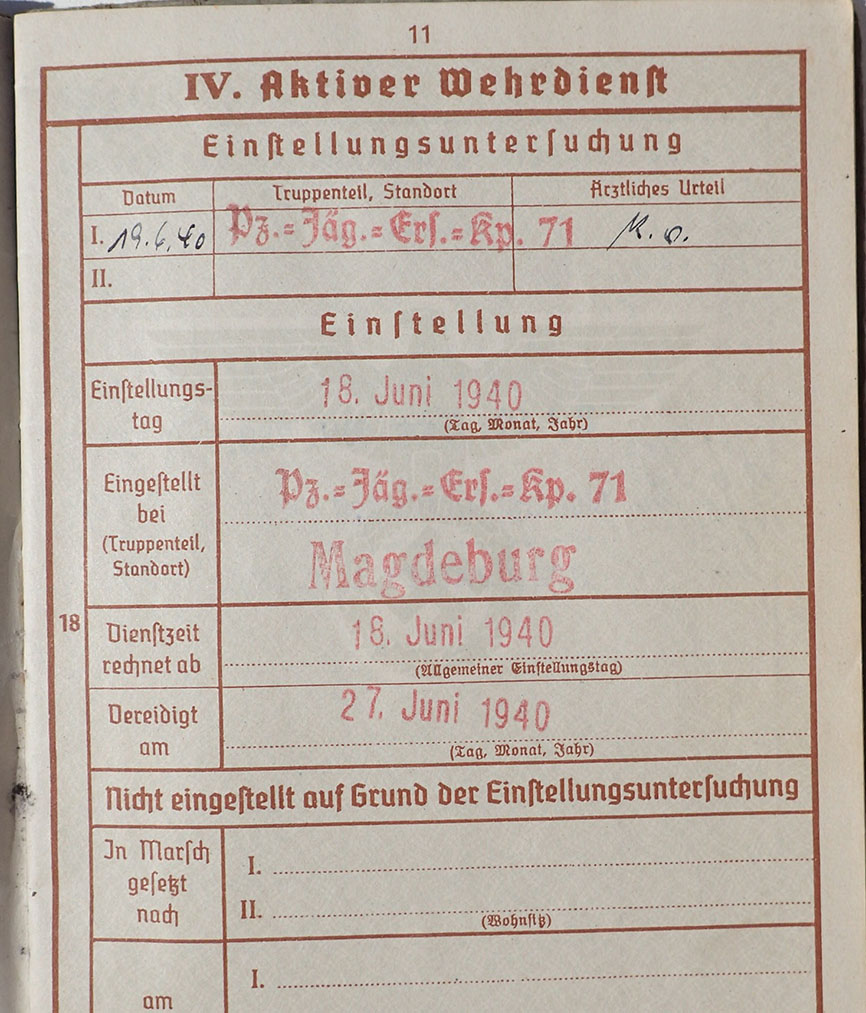 11
IV. Aktiver Wehrdienst
Einstellungsuntersuchung
Datum Truppenteil, Standort Ärztliches Urteil
I. 19.6.40 Pz.=Jäg.=Ers.=Kp. 71 K. v.
II.
Einstellung
Einstellungs-
tag
18. Juni 1940
(Tag, Monat, Jahr)
Eingestellt
bei
(Truppenteil,
Standort)
Pz.=Jäg.=Ers.=Kp. 71
Magdeburg
18
Dienstzeit
rechnet ab
18. Juni 1940
(Allgemeiner Einstellungstag)
Vereidigt
am
27. Juni 1940
(Tag, Monat, Jahr)
Nicht eingestellt auf Grund der Einstellungsuntersuchung
In Marsch
gesetzt
nach
I.
II.
(Wohnsitz)
am
I.